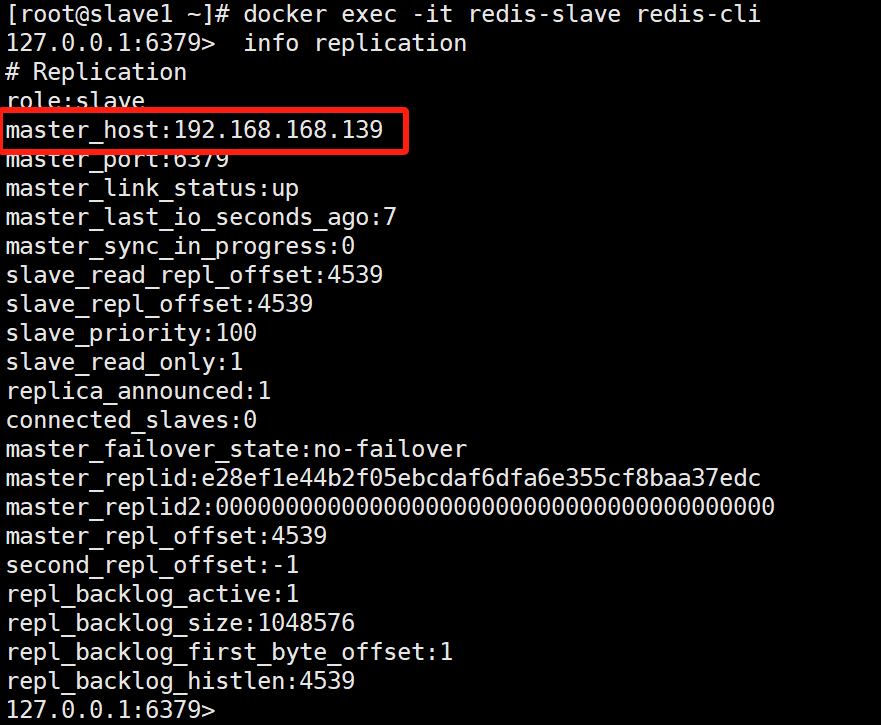 [root@slave1 ~]# docker exec -it redis-slave redis-cli
127.0.0.1:6379>  info replication
# Replication
role:slave
master_host:192.168.168.139
master_port:6379
master_link_status:up
master_last_io_seconds_ago:7
master_sync_in_progress:0
slave_read_repl_offset:4539
slave_repl_offset:4539
slave_priority:100
slave_read_only:1
replica_announced:1
connected_slaves:0
master_failover_state:no-failover
master_replid:e28ef1e44b2f05ebcdaf6dfa6e355cf8baa37edc
master_replid2:0000000000000000000000000000000000000000
master_repl_offset:4539
second_repl_offset:-1
repl_backlog_active:1
repl_backlog_size:1048576
repl_backlog_first_byte_offset:1
repl_backlog_histlen:4539
127.0.0.1:6379>